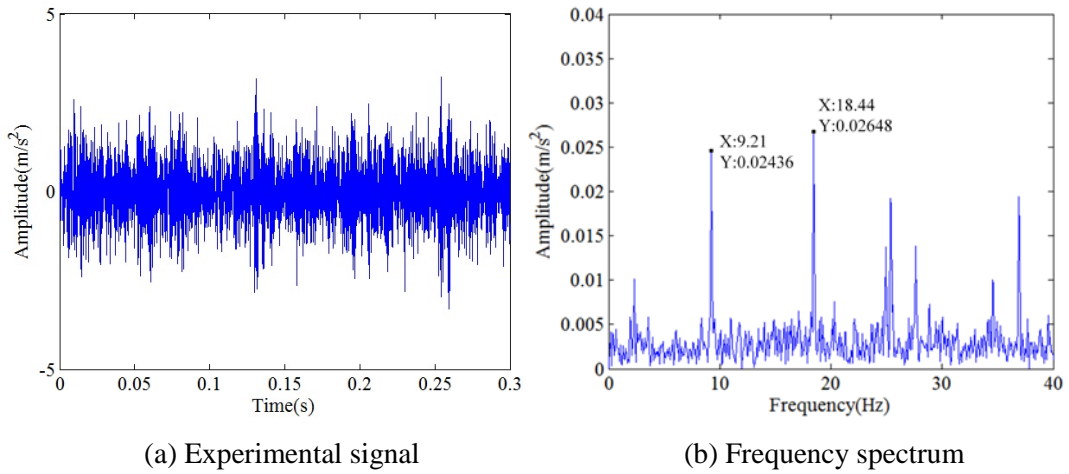 5
0
-5
Amplitude(m/s²)
0 0.05 0.1 0.15 0.2 0.25 0.3
Time(s)
(a) Experimental signal
0.04
0.035
0.03
0.025
0.02
0.015
0.01
0.005
0
Amplitude(m/s²)
X:9.21
Y:0.02436
X:18.44
Y:0.02648
0 10 20 30 40
Frequency(Hz)
(b) Frequency spectrum